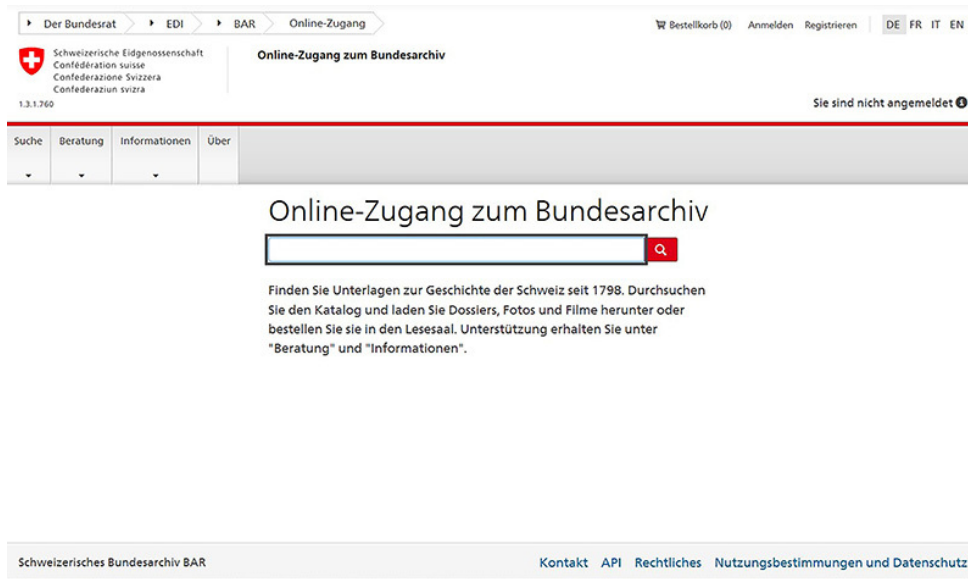 Der Bundesrat EDI BAR Online-Zugang Bestellkorb (0) Anmelden Registrieren DE FR IT EN
Schweizerische Eidgenossenschaft
Confédération suisse
Confederazione Svizzera
Confederaziun svizra
Online-Zugang zum Bundesarchiv
1.3.1.760
Sie sind nicht angemeldet
Suche Beratung Informationen Über
Online-Zugang zum Bundesarchiv
Finden Sie Unterlagen zur Geschichte der Schweiz seit 1798. Durchsuchen
Sie den Katalog und laden Sie Dossiers, Fotos und Filme herunter oder
bestellen Sie sie in den Lesesaal. Unterstützung erhalten Sie unter
"Beratung" und "Informationen".
Schweizerisches Bundesarchiv BAR Kontakt API Rechtliches Nutzungsbestimmungen und Datenschutz